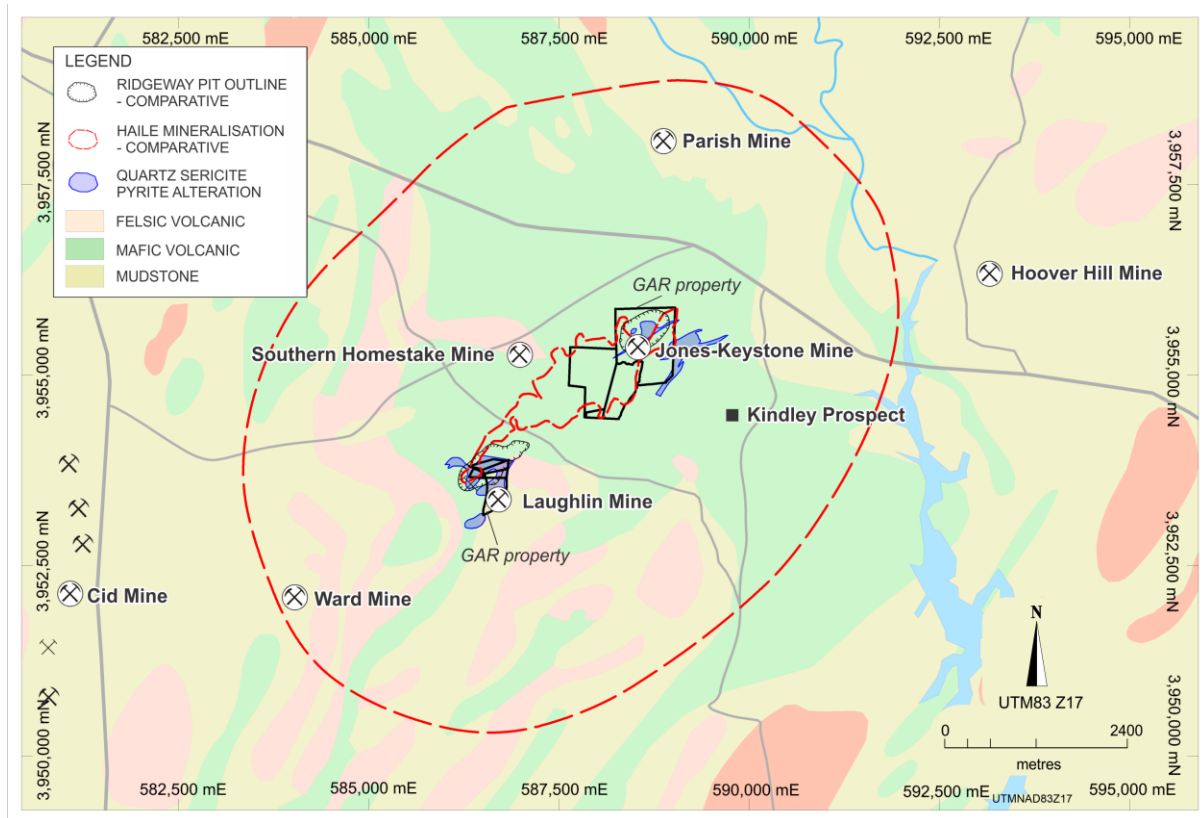 582,500 mE
585,000 mE
587,500 mE
590,000 mE
592,500 mE
595,000 mE
LEGEND
RIDGEWAY PIT OUTLINE
- COMPARATIVE
HAILE MINERALISATION
- COMPARATIVE
QUARTZ SERICITE
PYRITE ALTERATION
FELSIC VOLCANIC
MAFIC VOLCANIC
MUDSTONE
3,957,500 mN
3,957,500 mN
Parish Mine
Hoover Hill Mine
GAR property
Southern Homestake Mine
Jones-Keystone Mine
3,955,000 mN
3,955,000 mN
Kindley Prospect
Laughlin Mine
GAR property
3,952,500 mN
3,952,500 mN
Cid Mine
Ward Mine
N
UTM83 Z17
0
2400
metres
3,950,000 mN
3,950,000 mN
582,500 mE
585,000 mE
587,500 mE
590,000 mE
592,500 mE
595,000 mE
UTMNAD83Z17